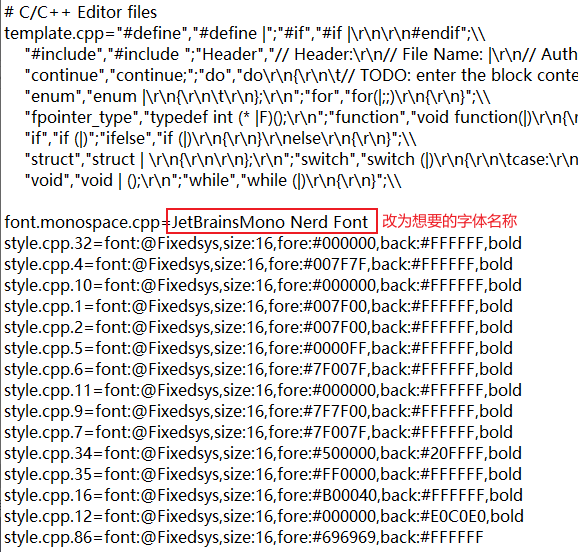 # C/C++ Editor files
template.cpp="#define","#define |";"#if","#if |\r\n\r\n#endif";\\
"#include","#include ";"Header","// Header:\r\n// File Name: |\r\n// Auth
"continue","continue;";"do","do\r\n{\r\n\t// TODO: enter the block conte
"enum","enum |\r\n{\r\n\t\r\n};\r\n";"for","for(|;;)\r\n{\r\n}";\\
"fpointer_type","typedef int (* |F)();\r\n";"function","void function(|)\r\n{\r\n
"if","if (|)";"ifelse","if (|)\r\n{\r\n}\r\nelse\r\n{\r\n}";\\
"struct","struct | \r\n{\r\n\r\n};\r\n";"switch","switch (|)\r\n{\r\n\tcase:\r\n
"void","void | ();\r\n";"while","while (|)\r\n{\r\n}";\\
font.monospace.cpp=JetBrainsMono Nerd Font 改为想要的字体名称
style.cpp.32=font:@Fixedsys,size:16,fore:#000000,back:#FFFFFF,bold
style.cpp.4=font:@Fixedsys,size:16,fore:#007F7F,back:#FFFFFF,bold
style.cpp.10=font:@Fixedsys,size:16,fore:#000000,back:#FFFFFF,bold
style.cpp.1=font:@Fixedsys,size:16,fore:#007F00,back:#FFFFFF,bold
style.cpp.2=font:@Fixedsys,size:16,fore:#007F00,back:#FFFFFF,bold
style.cpp.5=font:@Fixedsys,size:16,fore:#0000FF,back:#FFFFFF,bold
style.cpp.6=font:@Fixedsys,size:16,fore:#7F007F,back:#FFFFFF,bold
style.cpp.11=font:@Fixedsys,size:16,fore:#000000,back:#FFFFFF,bold
style.cpp.9=font:@Fixedsys,size:16,fore:#7F7F00,back:#FFFFFF,bold
style.cpp.7=font:@Fixedsys,size:16,fore:#7F007F,back:#FFFFFF,bold
style.cpp.34=font:@Fixedsys,size:16,fore:#500000,back:#20FFFF,bold
style.cpp.35=font:@Fixedsys,size:16,fore:#FF0000,back:#FFFFFF,bold
style.cpp.16=font:@Fixedsys,size:16,fore:#B00040,back:#FFFFFF,bold
style.cpp.12=font:@Fixedsys,size:16,fore:#000000,back:#E0C0E0,bold
style.cpp.86=font:@Fixedsys,size:16,fore:#696969,back:#FFFFFF